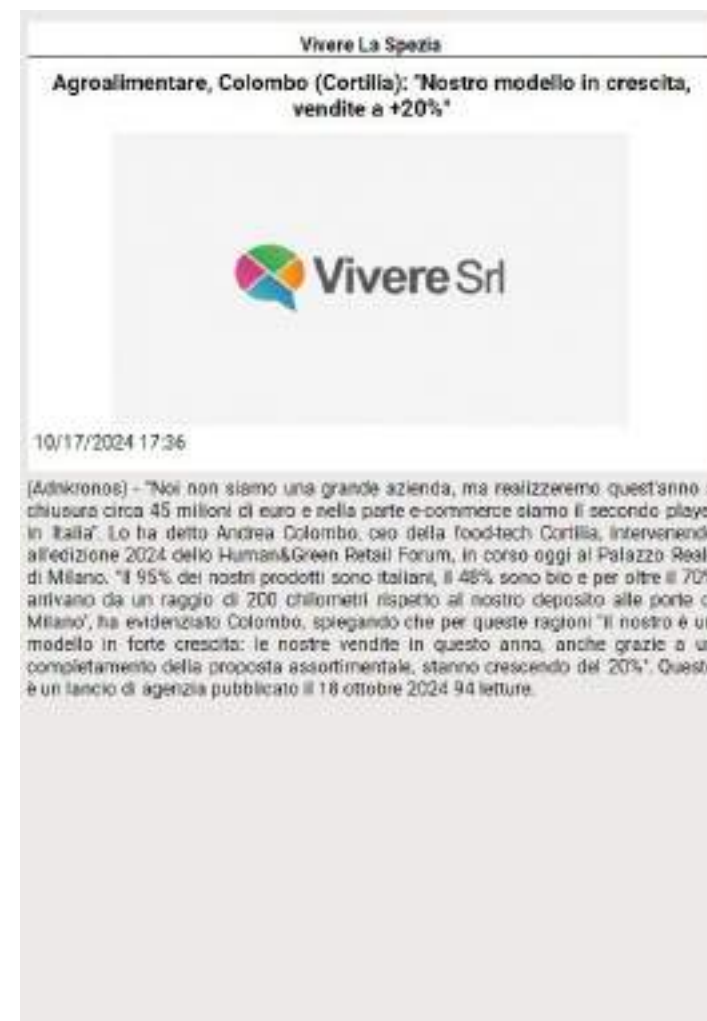 Vivere La Spezia
Agroalimentare, Colombo (Cortilia): "Nostro modello in crescita,
vendite a +20%"
Vivere Srl
10/17/2024 17:36
(Adnkronos) - "Noi non siamo una grande azienda, ma realizzeremo quest'anno
chiusura circa 45 milioni di euro e nella parte e-commerce siamo il secondo playe
in Italia". Lo ha detto Andrea Colombo, ceo della food-tech Cortilia, intervenend
all'edizione 2024 dello Human&Green Retail Forum, in corso oggi al Palazzo Real
di Milano. "Il 95% dei nostri prodotti sono italiani, il 48% sono bio e per oltre il 70%
arrivano da un raggio di 200 chilometri rispetto al nostro deposito alle porte d
Milano", ha evidenziato Colombo, spiegando che per queste ragioni "il nostro è un
modello in forte crescita: le nostre vendite in questo anno, anche grazie a un
completamento della proposta assortimentale, stanno crescendo del 20%". Questo
è un lancio di agenzia pubblicato il 18 ottobre 2024 94 letture.